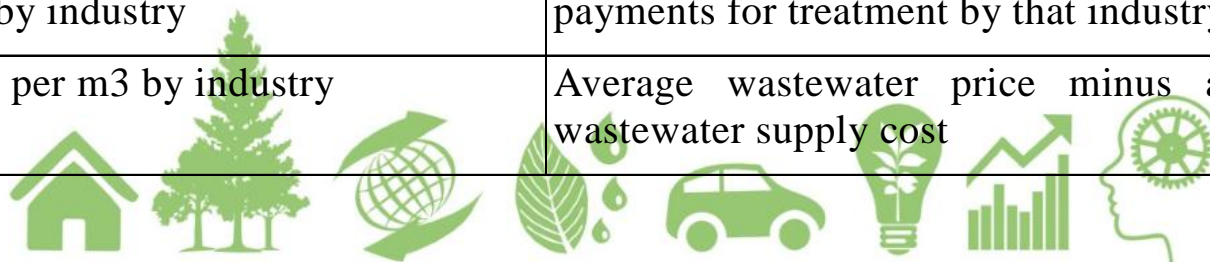 by industry
payments for treatment by that industry
per m3 by industry
Average wastewater price minus
wastewater supply cost